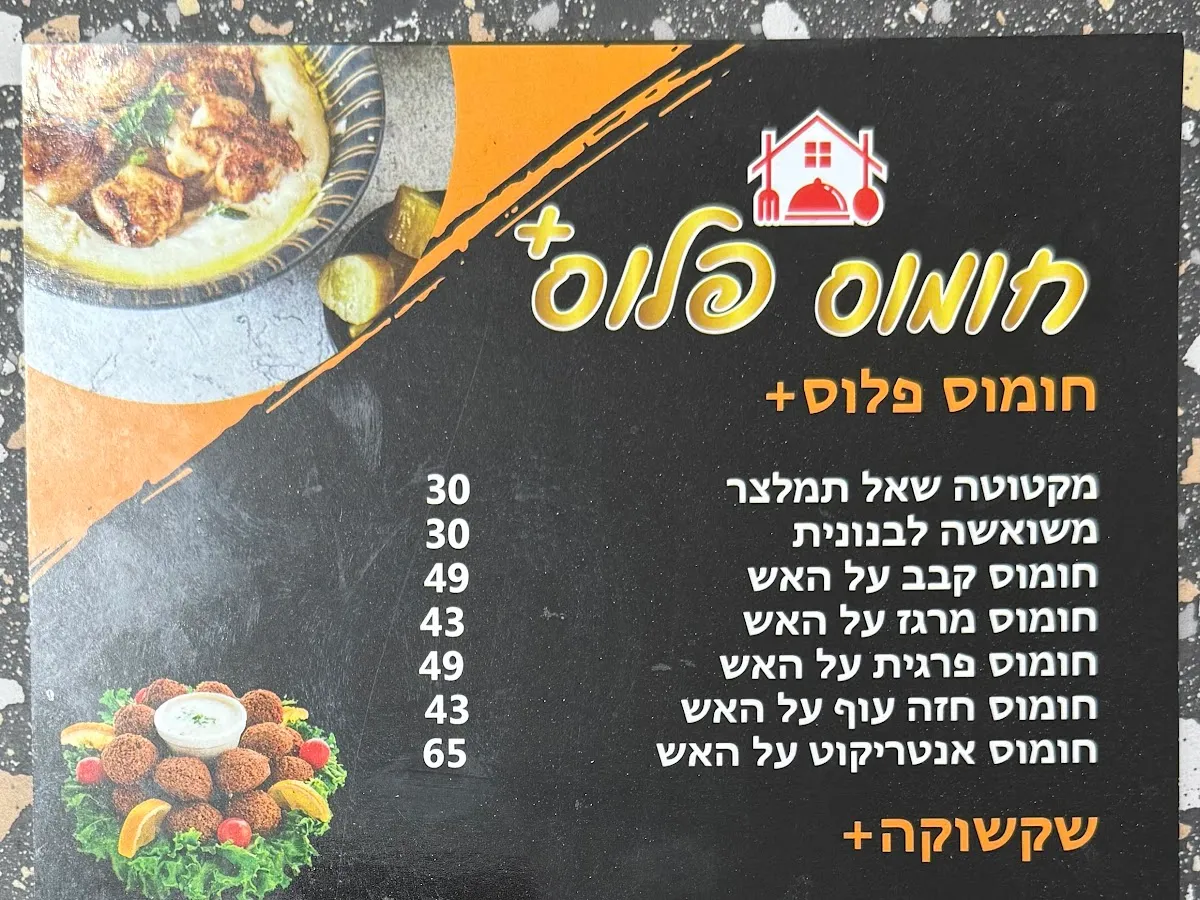 חומוס פלוס+
חומוס פלוס+
מקטוטה שאל תמלצר 30
משואשה לבנונית 30
חומוס קבב על האש 49
חומוס מרגז על האש 43
חומוס פרגית על האש 49
חומוס חזה עוף על האש 43
חומוס אנטריקוט על האש 65
שקשוקה+